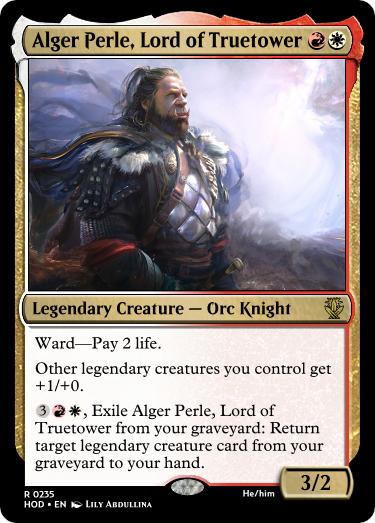 Alger Perle, Lord of Truetower
Legendary Creature — Orc Knight
Ward—Pay 2 life.
Other legendary creatures you control get
+1/+0.
3, Exile Alger Perle, Lord of
Truetower from your graveyard: Return
target legendary creature card from your
graveyard to your hand.
3/2
R 0235
He/him
HOD • EN Lily Abdullina